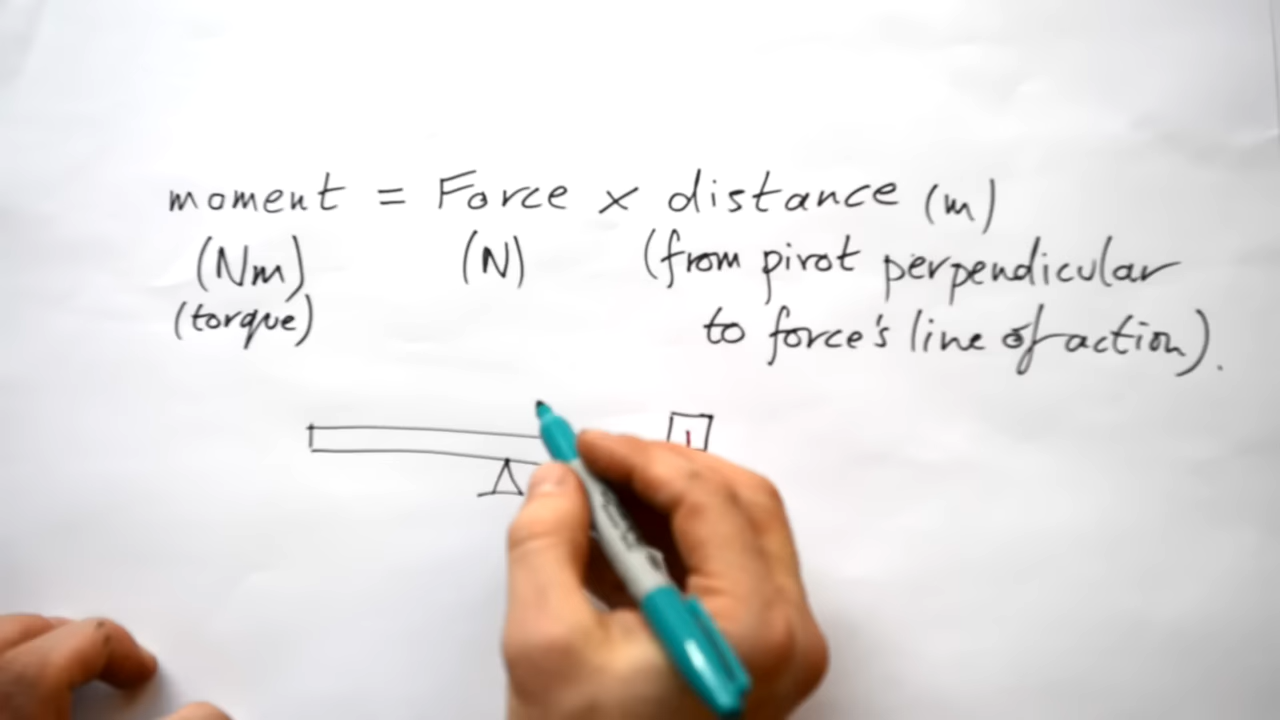 moment = Force x distance (m)
(Nm) (N) (from pivot perpendicular
(torque) to force's line of action).